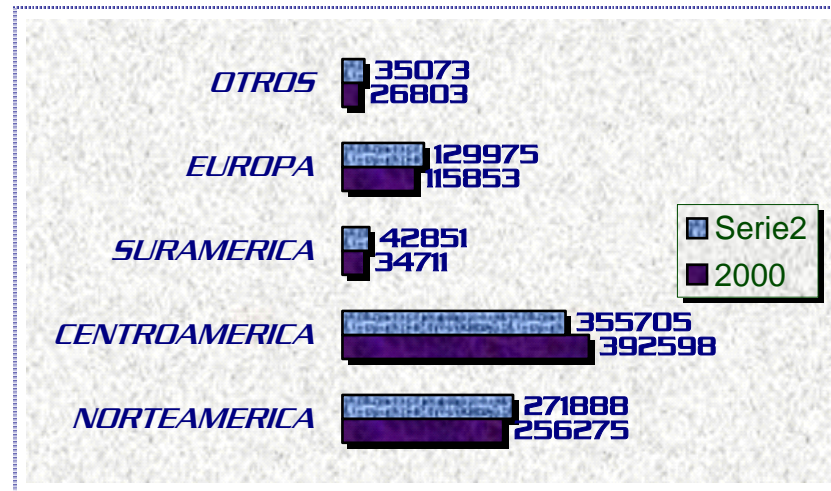 OTROS
35073
26803
EUROPA
129975
115853
SURAMERICA
42851
34711
CENTROAMERICA
355705
392598
NORTEAMERICA
271888
256275
Serie2
2000